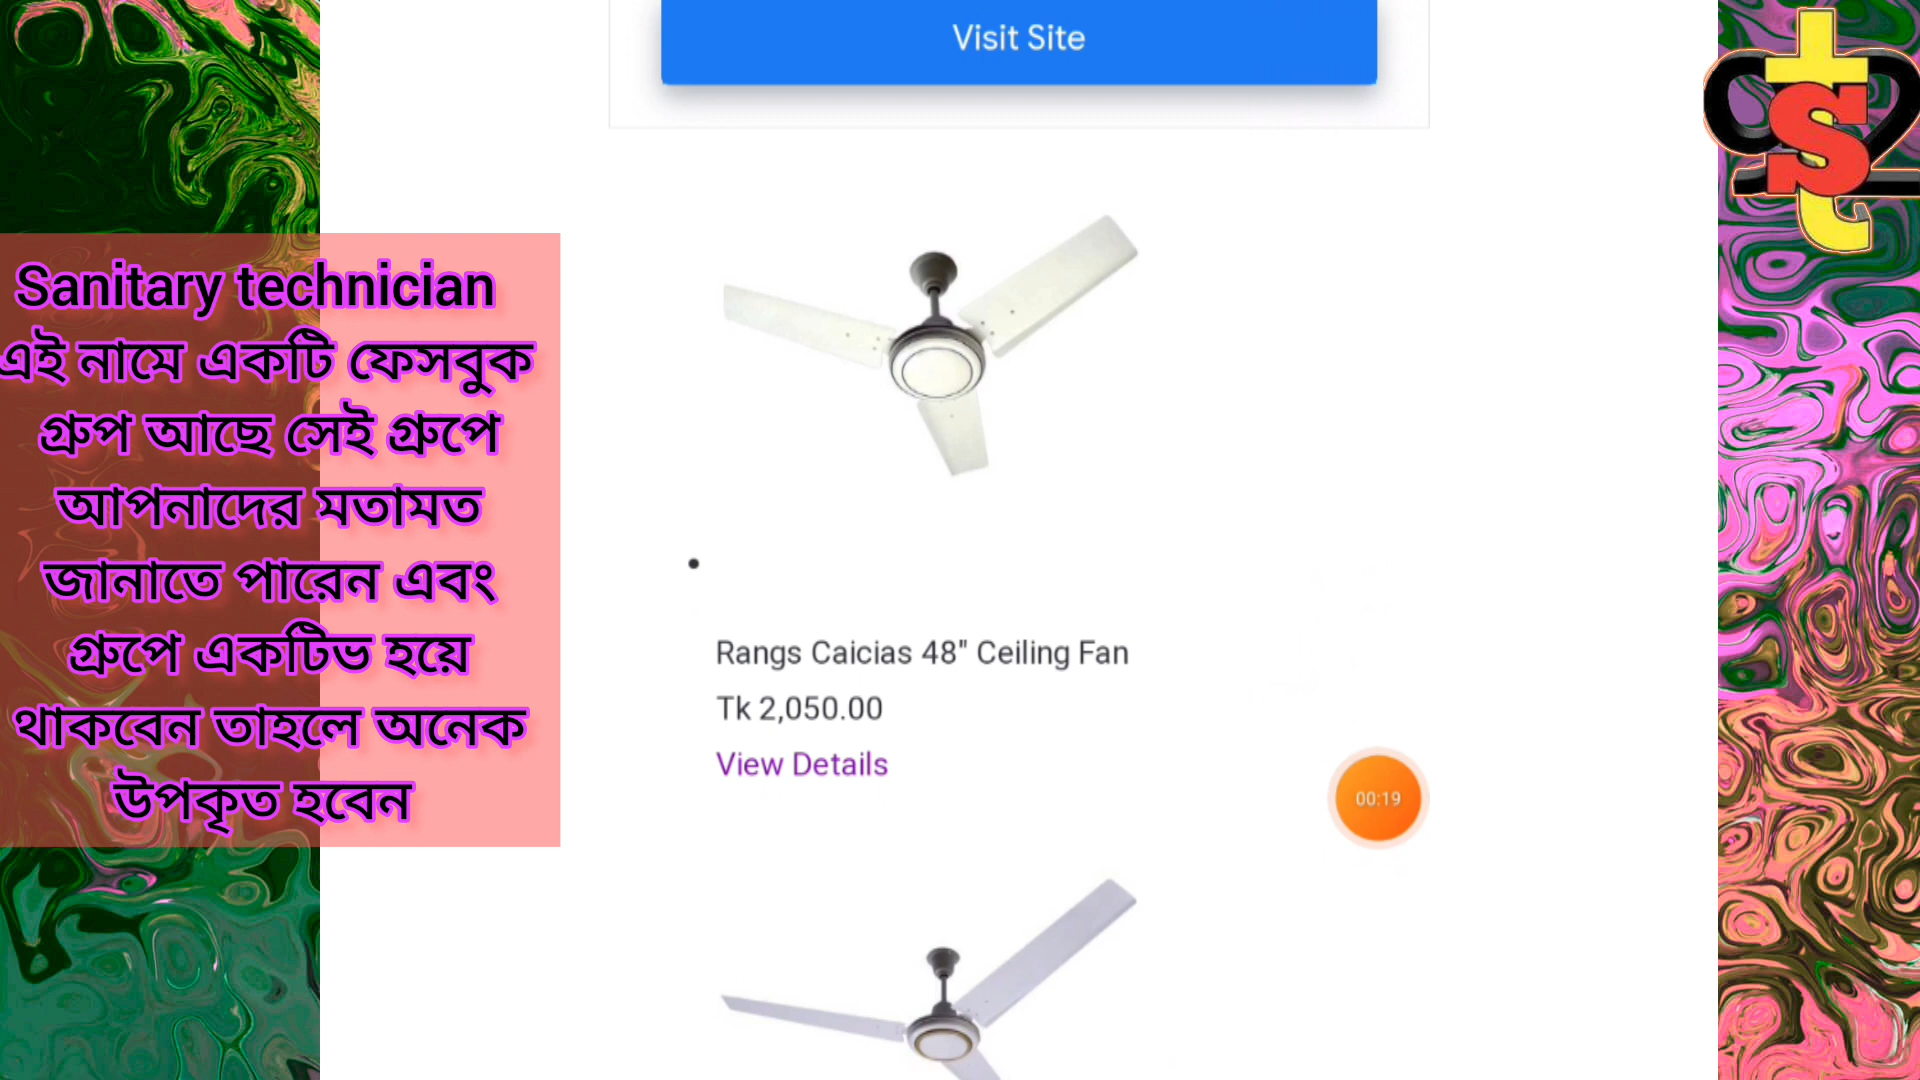 Visit Site
Sanitary technician
এই নামে একটি ফেসবুক
গ্রুপ আছে সেই গ্রুপে
আপনাদের মতামত
জানাতে পারেন এবং
গ্রুপে একটিভ হয়ে
থাকবেন তাহলে অনেক
উপকৃত হবেন
Rangs Caicias 48" Ceiling Fan
Tk 2,050.00
View Details
00:19